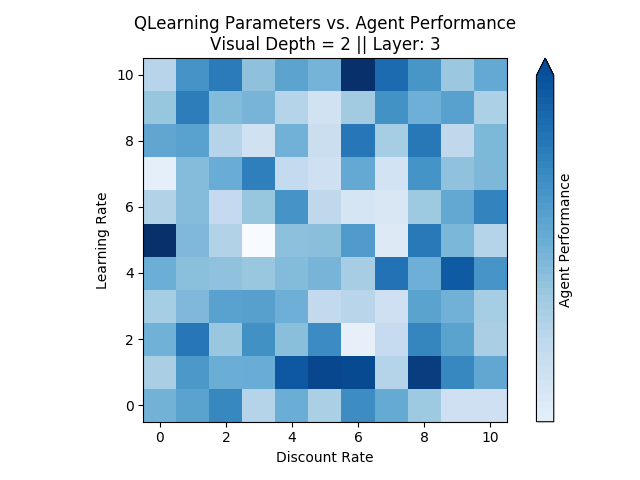 QLearning Parameters vs. Agent Performance
Visual Depth = 2 || Layer: 3
10
8
6
4
2
0
Learning Rate
0 2 4 6 8 10
Discount Rate
Agent Performance